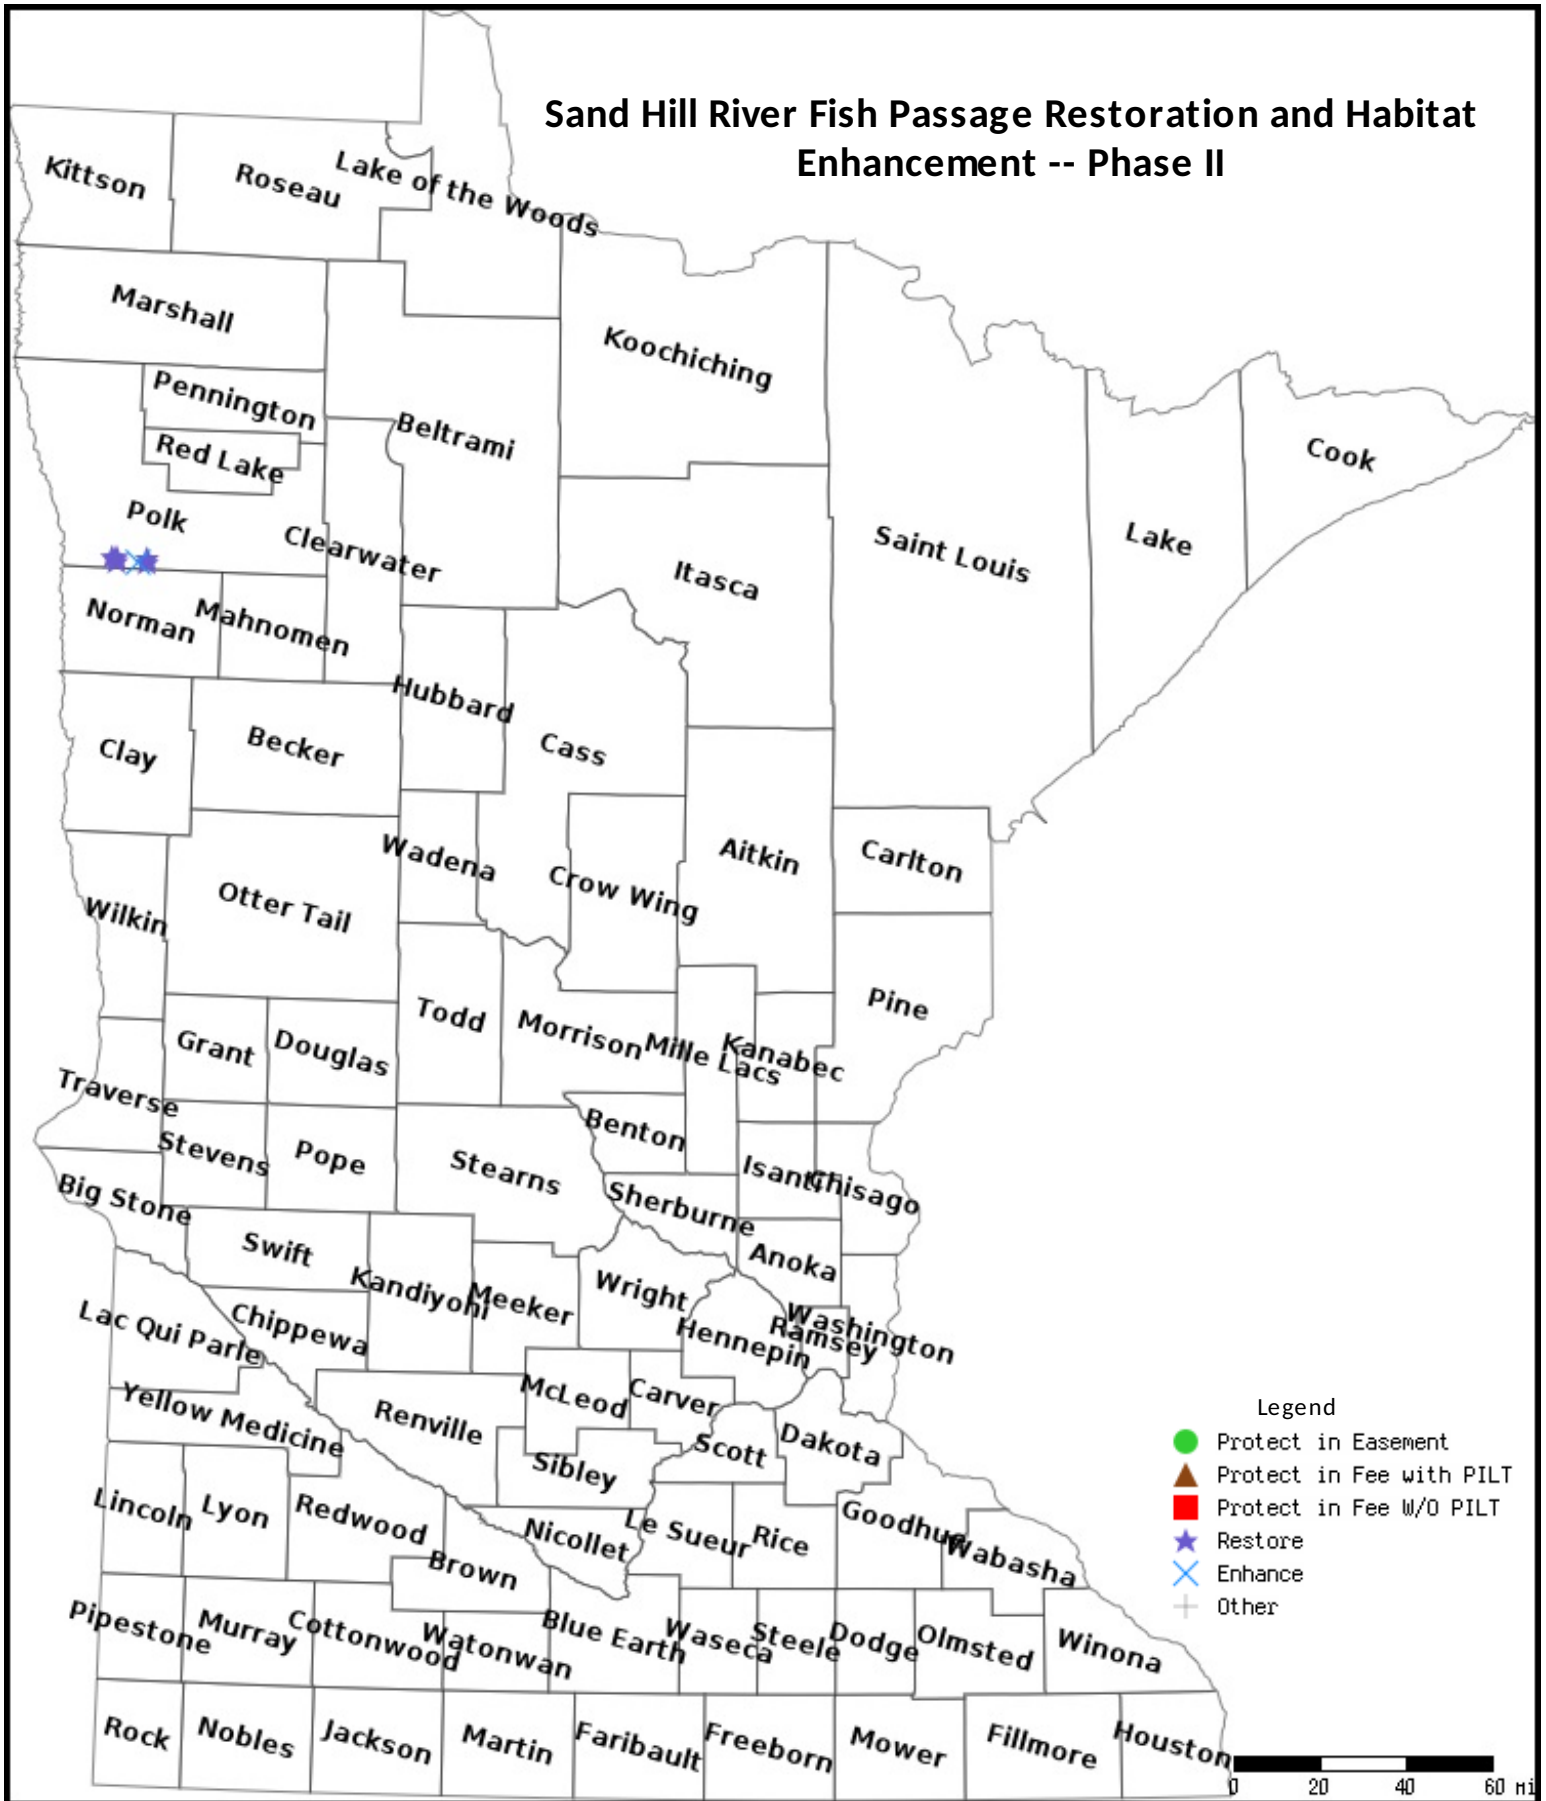 Sand Hill River Fish Passage Restoration and Habitat
Enhancement -- Phase II
Kittson
Roseau
Lake of the Woods
Marshall
Koochiching
Pennington
Beltrami
Red Lake
Cook
Polk
Clearwater
Saint Louis
Lake
Itasca
Norman
Mahnomen
Hubbard
Clay
Becker
Cass
Wadena
Aitkin
Carlton
Crow Wing
Otter Tail
Wilkin
Todd
Pine
Grant
Douglas
Morrison
Mille Lacs
Kanabec
Traverse
Stevens
Pope
Stearns
Benton
Isanti
Chisago
Big Stone
Sherburne
Swift
Anoka
Kandiyohi
Meeker
Wright
Lac Qui Parle
Chippewa
Hennepin
Ramsey
Washington
Yellow Medicine
Renville
McLeod
Carver
Scott
Dakota
Sibley
Lincoln
Lyon
Redwood
Nicollet
Le Sueur
Rice
Goodhue
Wabasha
Brown
Pipestone
Murray
Cottonwood
Watonwan
Blue Earth
Waseca
Steele
Dodge
Olmsted
Winona
Rock
Nobles
Jackson
Martin
Faribault
Freeborn
Mower
Fillmore
Houston
Legend
Protect in Easement
Protect in Fee with PILT
Protect in Fee W/O PILT
Restore
Enhance
Other
0 20 40 60 mi